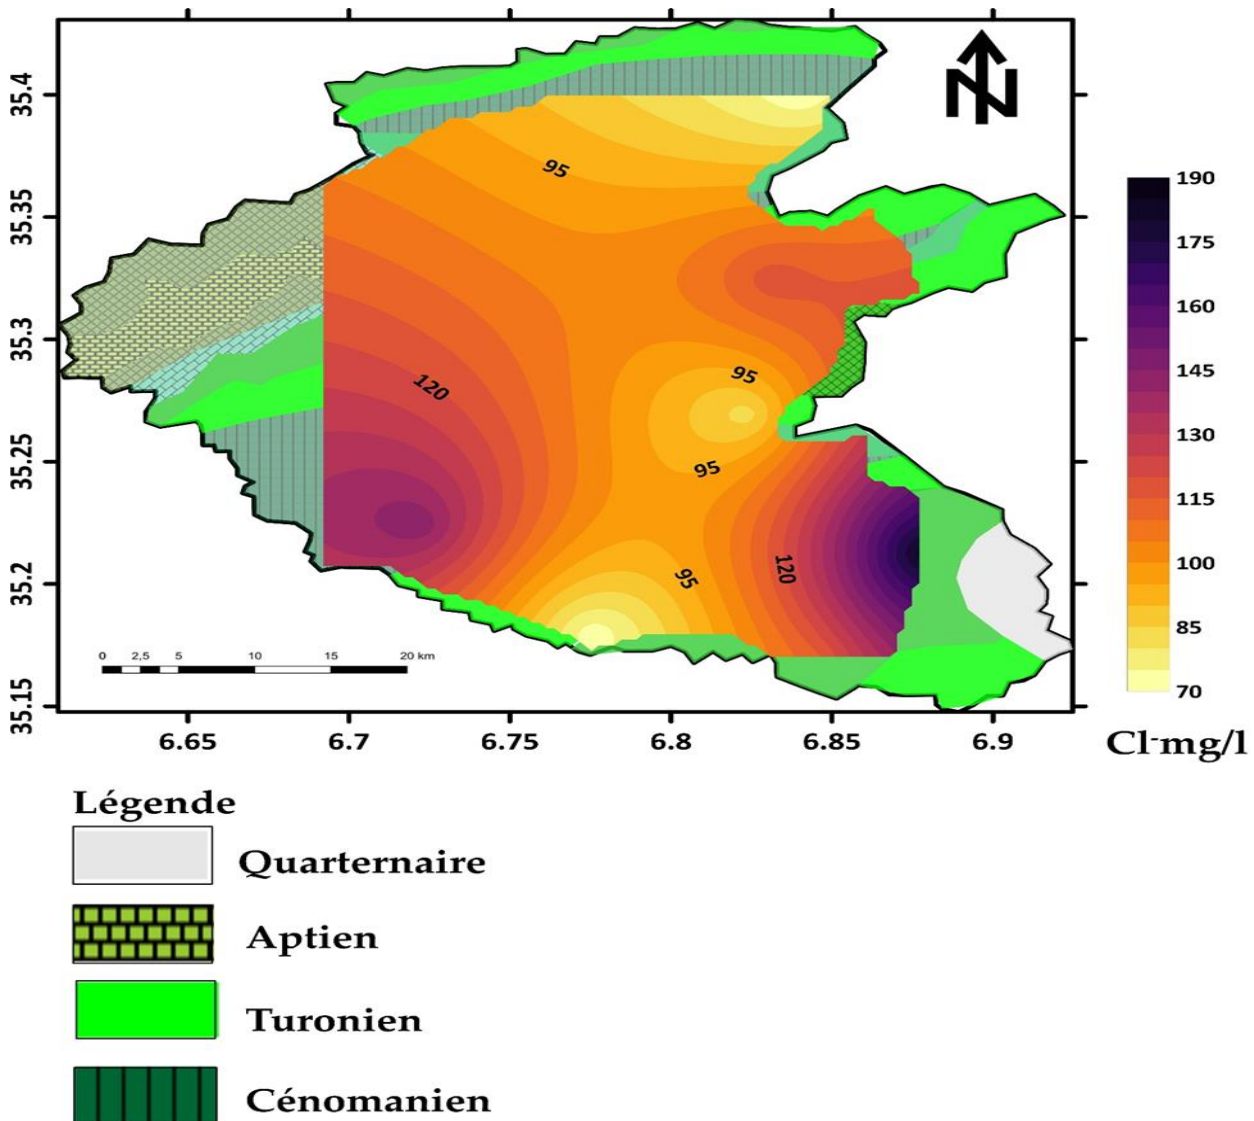 N
35.4
35.35
35.3
35.25
35.2
35.15
95
120
95
95
95
120
0 2,5 5 10 15 20 km
6.65 6.7 6.75 6.8 6.85 6.9
190
175
160
145
130
115
100
85
70
Cl⁻mg/l
Légende
Quarternaire
Aptien
Turonien
Cénomanien